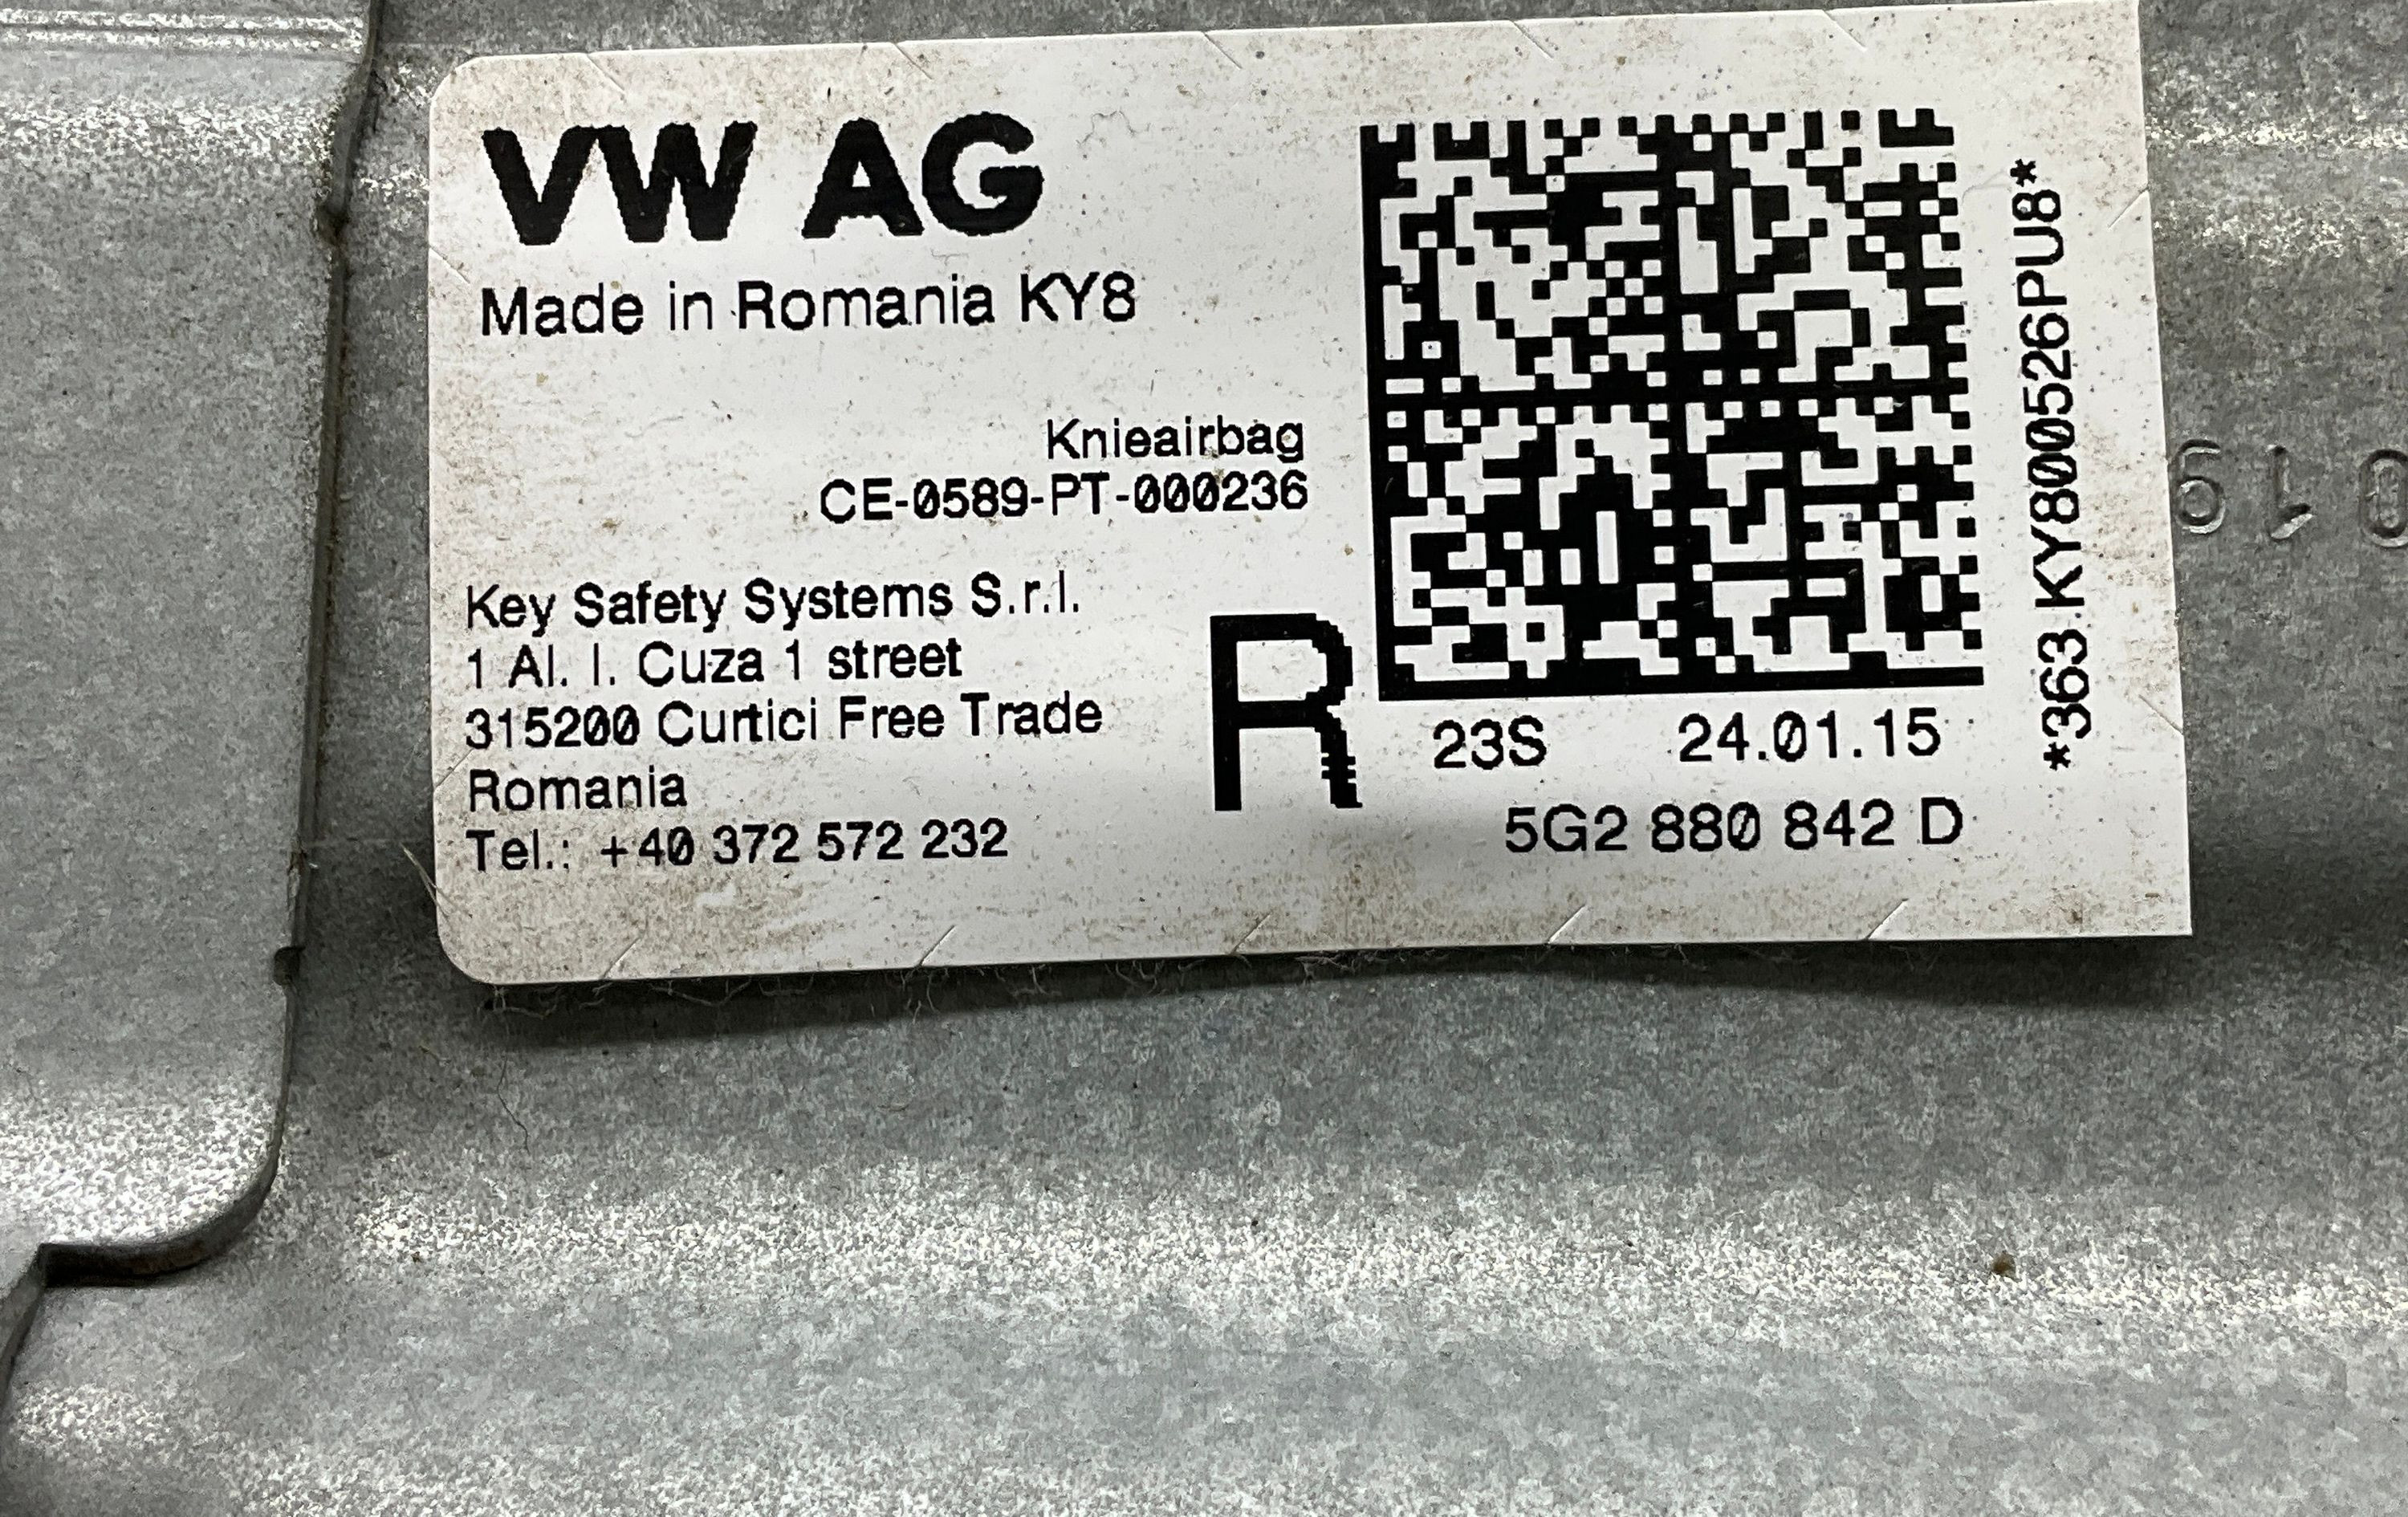 VW AG
Made in Romania KY8
Knieairbag
CE-0589-PT-000236
Key Safety Systems S.r.l.
1 Al. I. Cuza 1 street
315200 Curtici Free Trade
Romania
Tel.: +40 372 572 232
R
23S 24.01.15
5G2 880 842 D
*363 KY800526PU8*